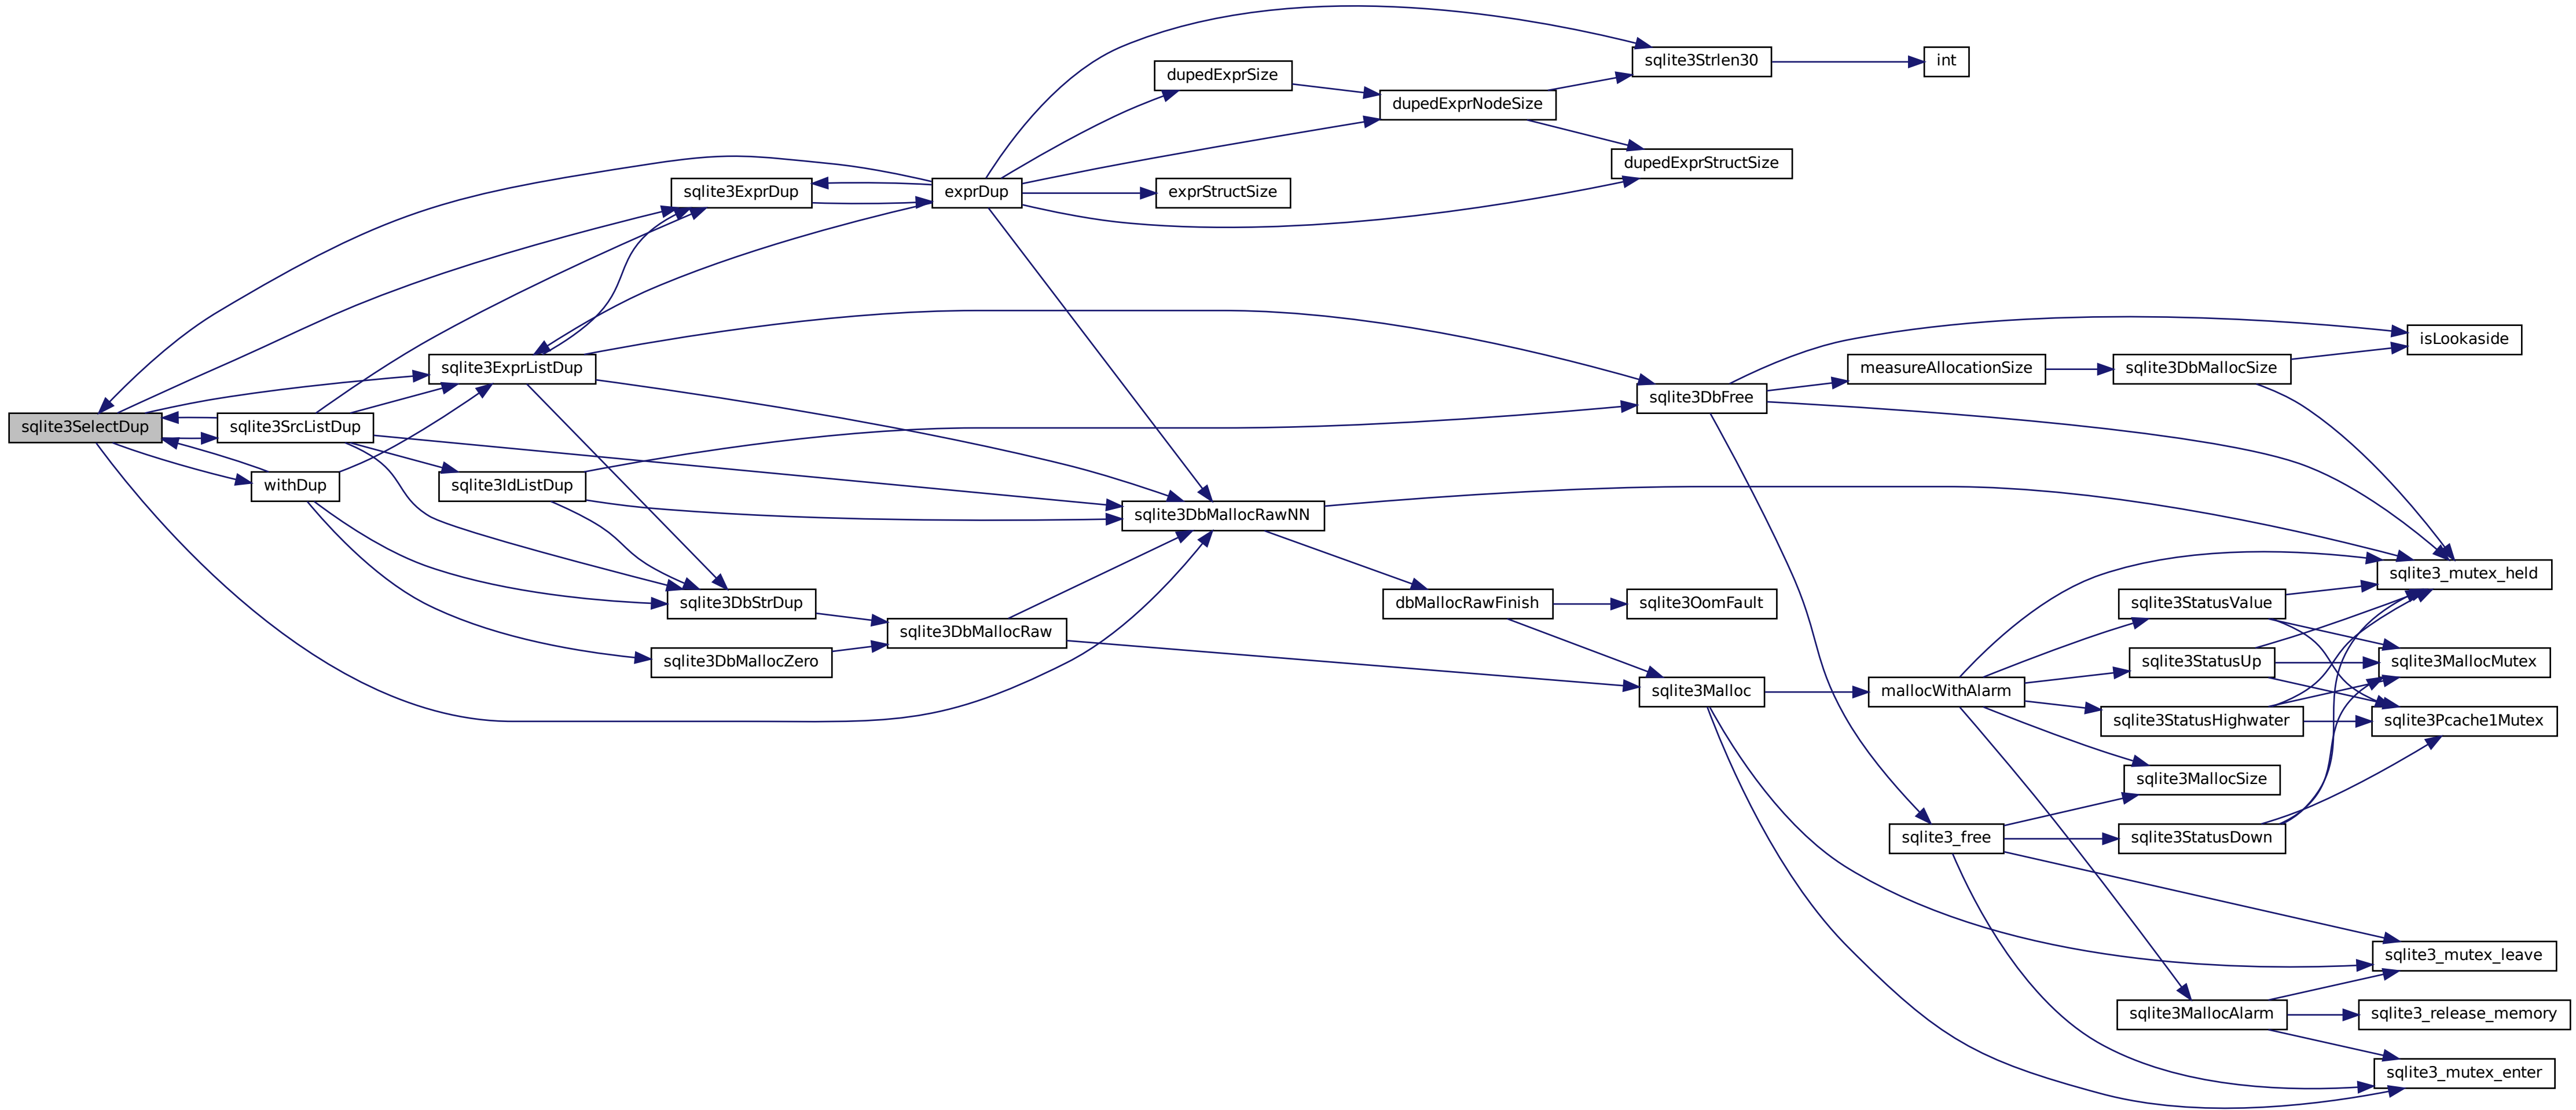 sqlite3SelectDup
sqlite3SrcListDup
withDup
sqlite3ExprListDup
sqlite3IdListDup
sqlite3ExprDup
sqlite3DbStrDup
sqlite3DbMallocZero
exprDup
sqlite3DbMallocRaw
dupedExprSize
exprStructSize
sqlite3DbMallocRawNN
dupedExprNodeSize
dbMallocRawFinish
sqlite3Strlen30
dupedExprStructSize
sqlite3DbFree
sqlite3OomFault
sqlite3Malloc
int
measureAllocationSize
mallocWithAlarm
sqlite3_free
sqlite3DbMallocSize
sqlite3StatusValue
sqlite3StatusUp
sqlite3StatusHighwater
sqlite3MallocSize
sqlite3StatusDown
sqlite3MallocAlarm
isLookaside
sqlite3_mutex_held
sqlite3MallocMutex
sqlite3Pcache1Mutex
sqlite3_mutex_leave
sqlite3_release_memory
sqlite3_mutex_enter